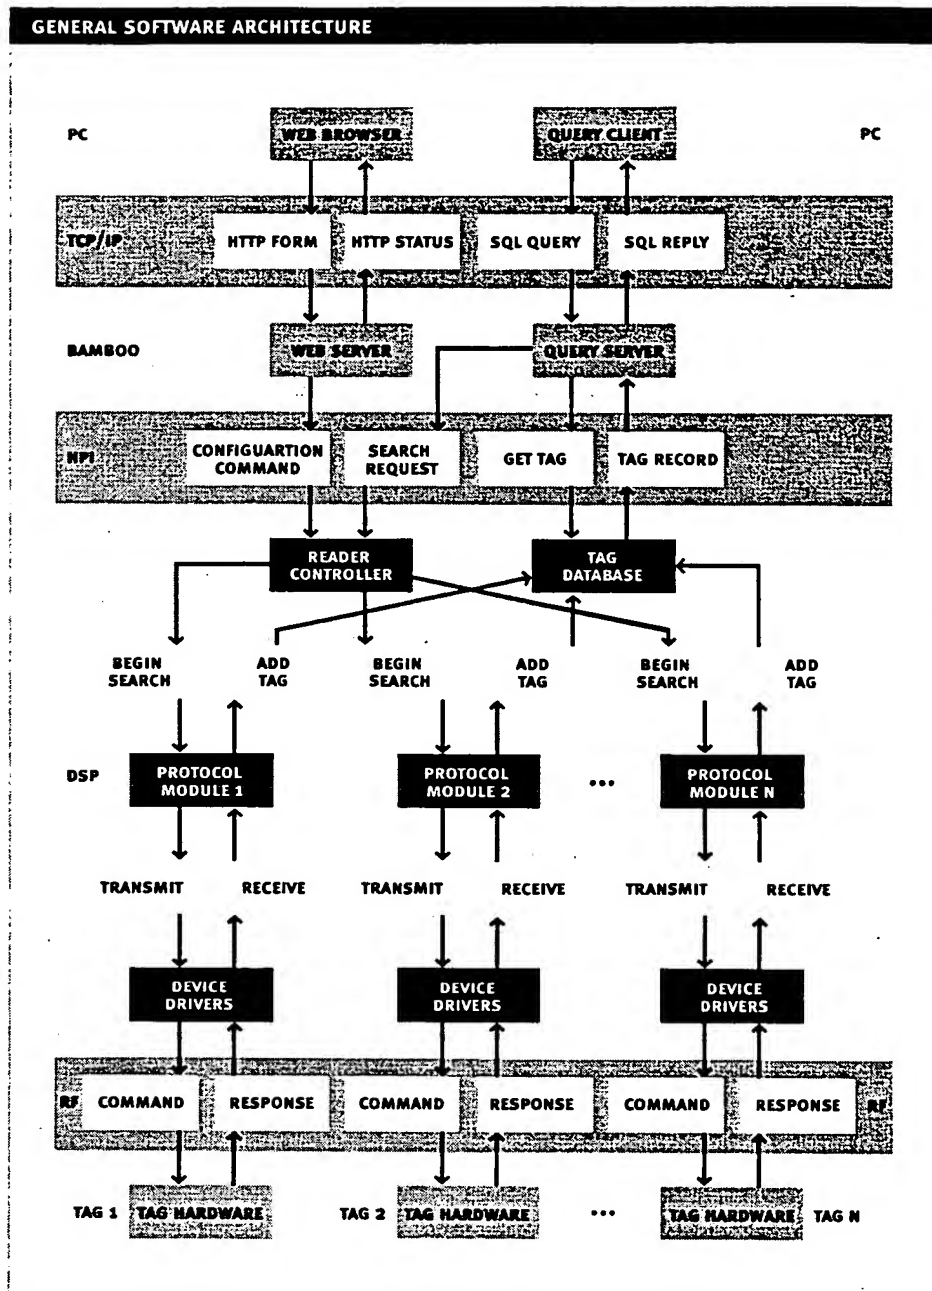 GENERAL SOFTWARE ARCHITECTURE
PC
WEB BROWSER
QUERY CLIENT
PC
TCP/IP
HTTP FORM
HTTP STATUS
SQL QUERY
SQL REPLY
BAMBOO
WEB SERVER
QUERY SERVER
HPI
CONFIGUARTION
COMMAND
SEARCH
REQUEST
GET TAG
TAG RECORD
READER
CONTROLLER
TAG
DATABASE
BEGIN
SEARCH
ADD
TAG
BEGIN
SEARCH
ADD
TAG
BEGIN
SEARCH
ADD
TAG
DSP
PROTOCOL
MODULE 1
PROTOCOL
MODULE 2
...
PROTOCOL
MODULE N
TRANSMIT
RECEIVE
TRANSMIT
RECEIVE
TRANSMIT
RECEIVE
DEVICE
DRIVERS
DEVICE
DRIVERS
DEVICE
DRIVERS
RF
COMMAND
RESPONSE
COMMAND
RESPONSE
COMMAND
RESPONSE
RF
TAG 1
TAG HARDWARE
TAG 2
TAG HARDWARE
...
TAG HARDWARE
TAG N